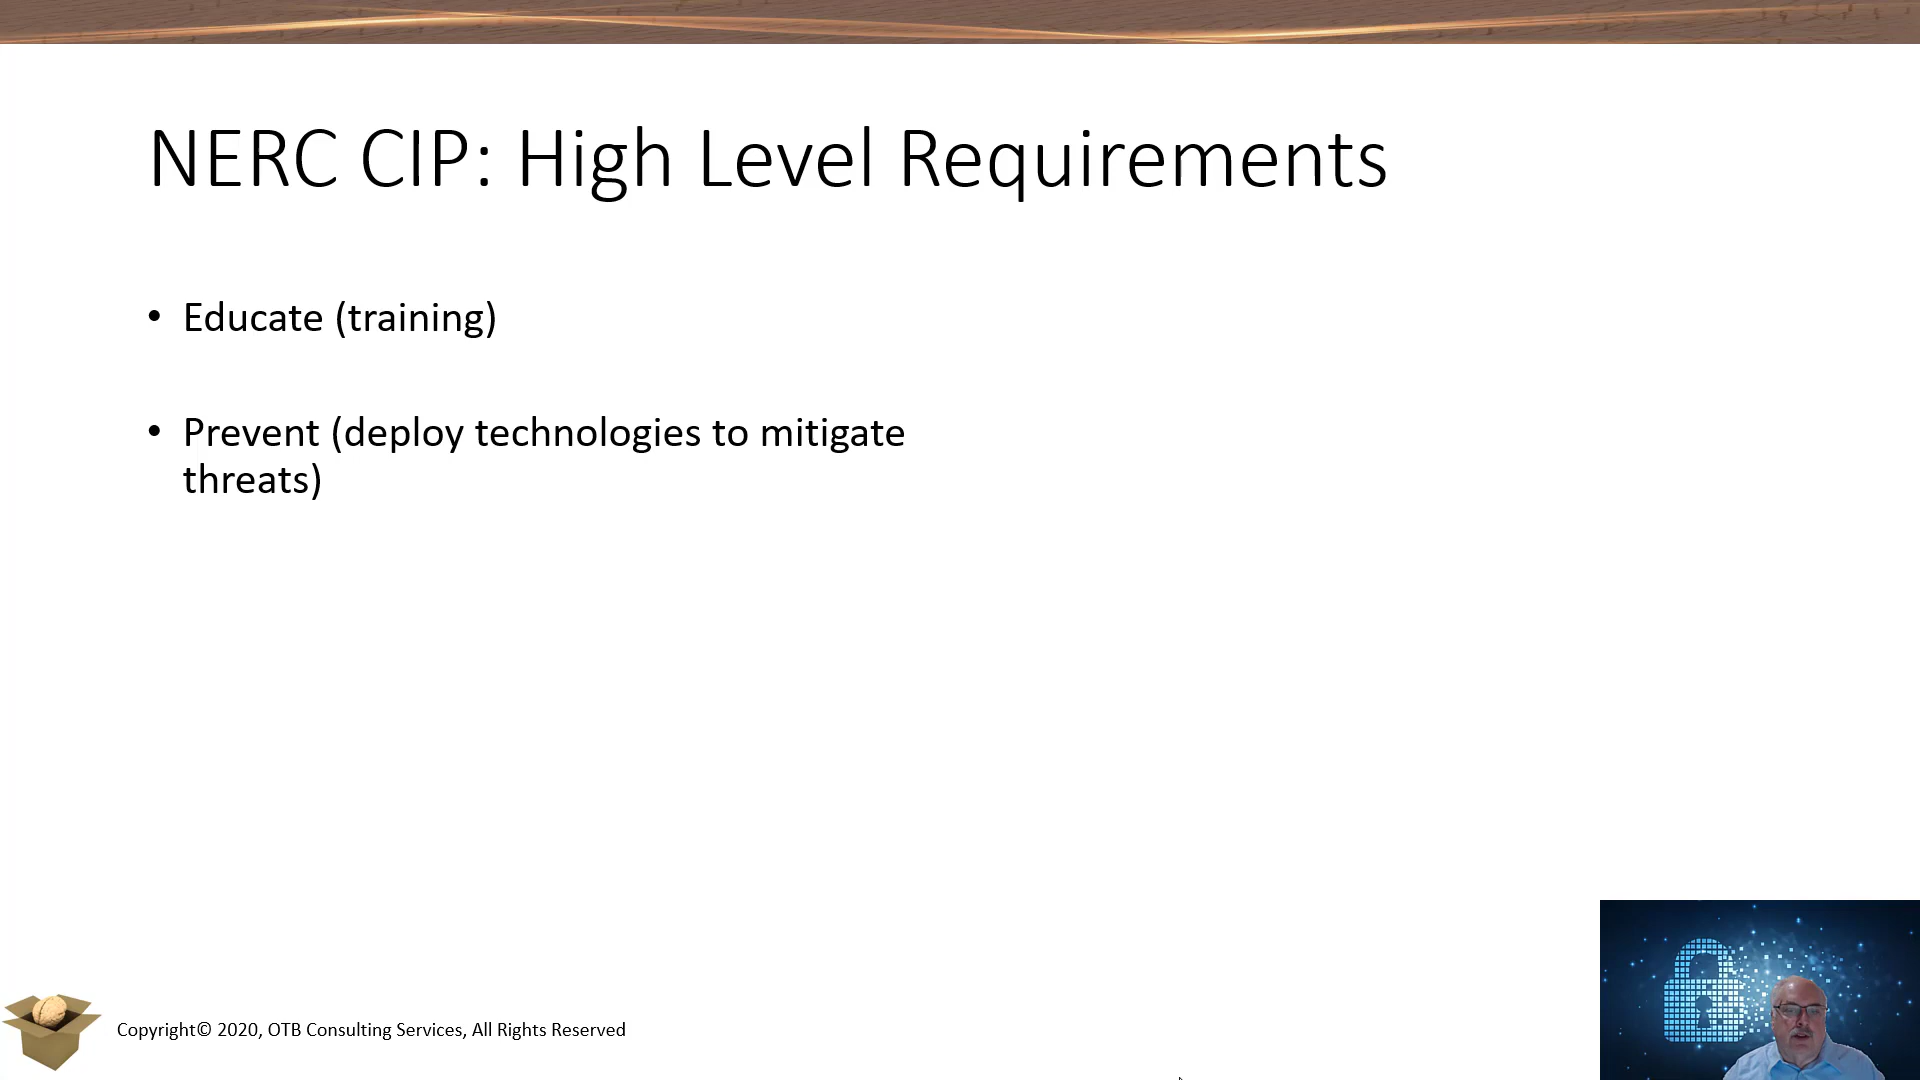 NERC CIP: High Level Requirements
• Educate (training)
• Prevent (deploy technologies to mitigate
threats)
Copyright© 2020, OTB Consulting Services, All Rights Reserved